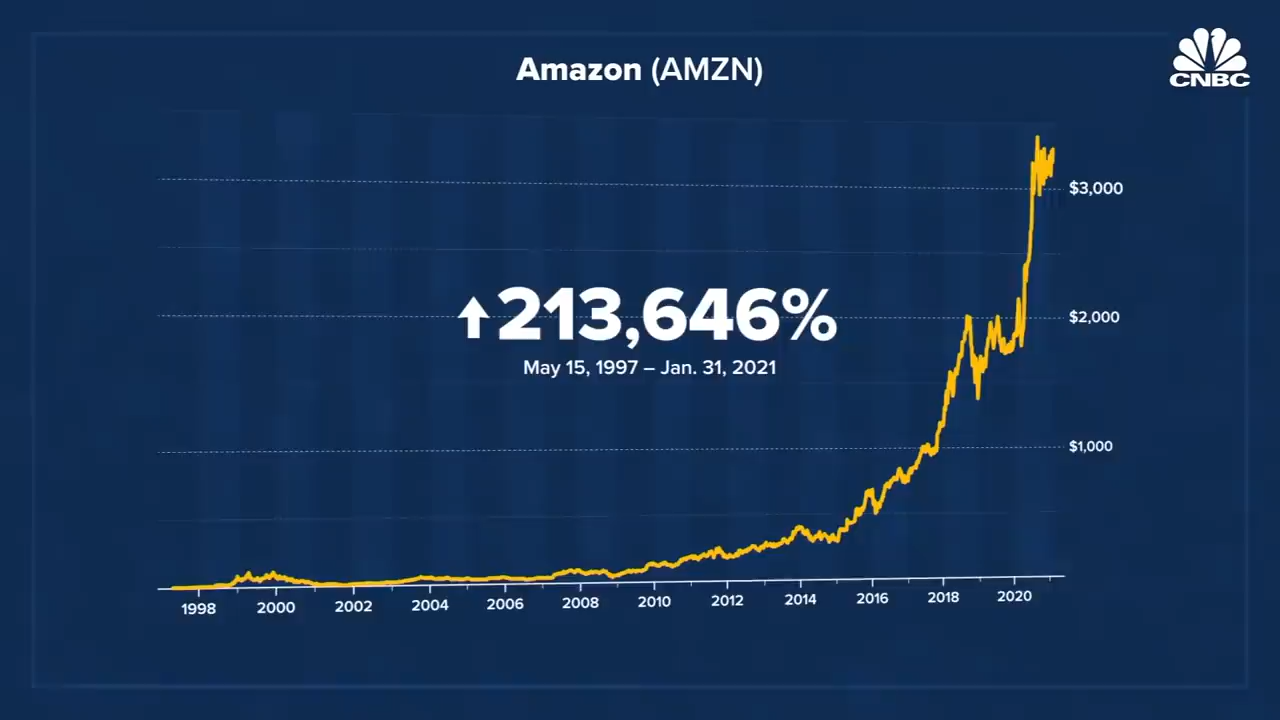 Amazon (AMZN)
CNBC
$3,000
↑213,646%
$2,000
May 15, 1997 – Jan. 31, 2021
$1,000
1998 2000 2002 2004 2006 2008 2010 2012 2014 2016 2018 2020